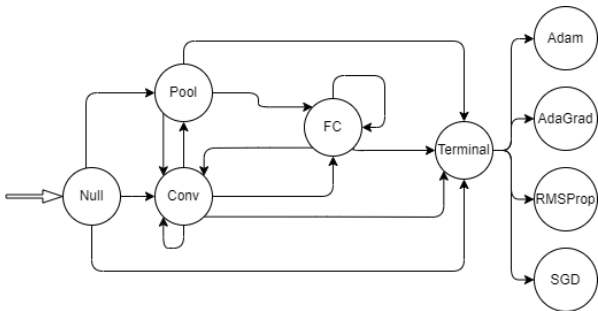 Adam
Pool
AdaGrad
FC
Terminal
Null
Conv
RMSProp
SGD